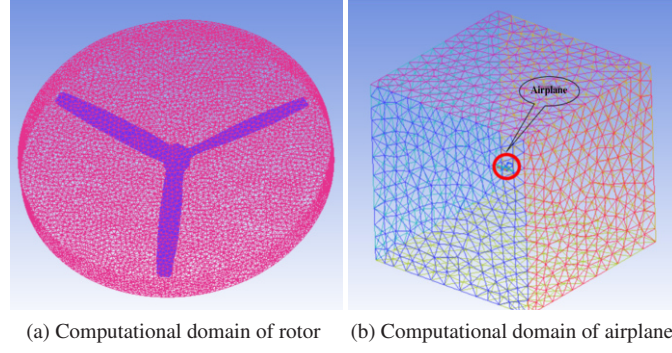 Airplane
(a) Computational domain of rotor
(b) Computational domain of airplane